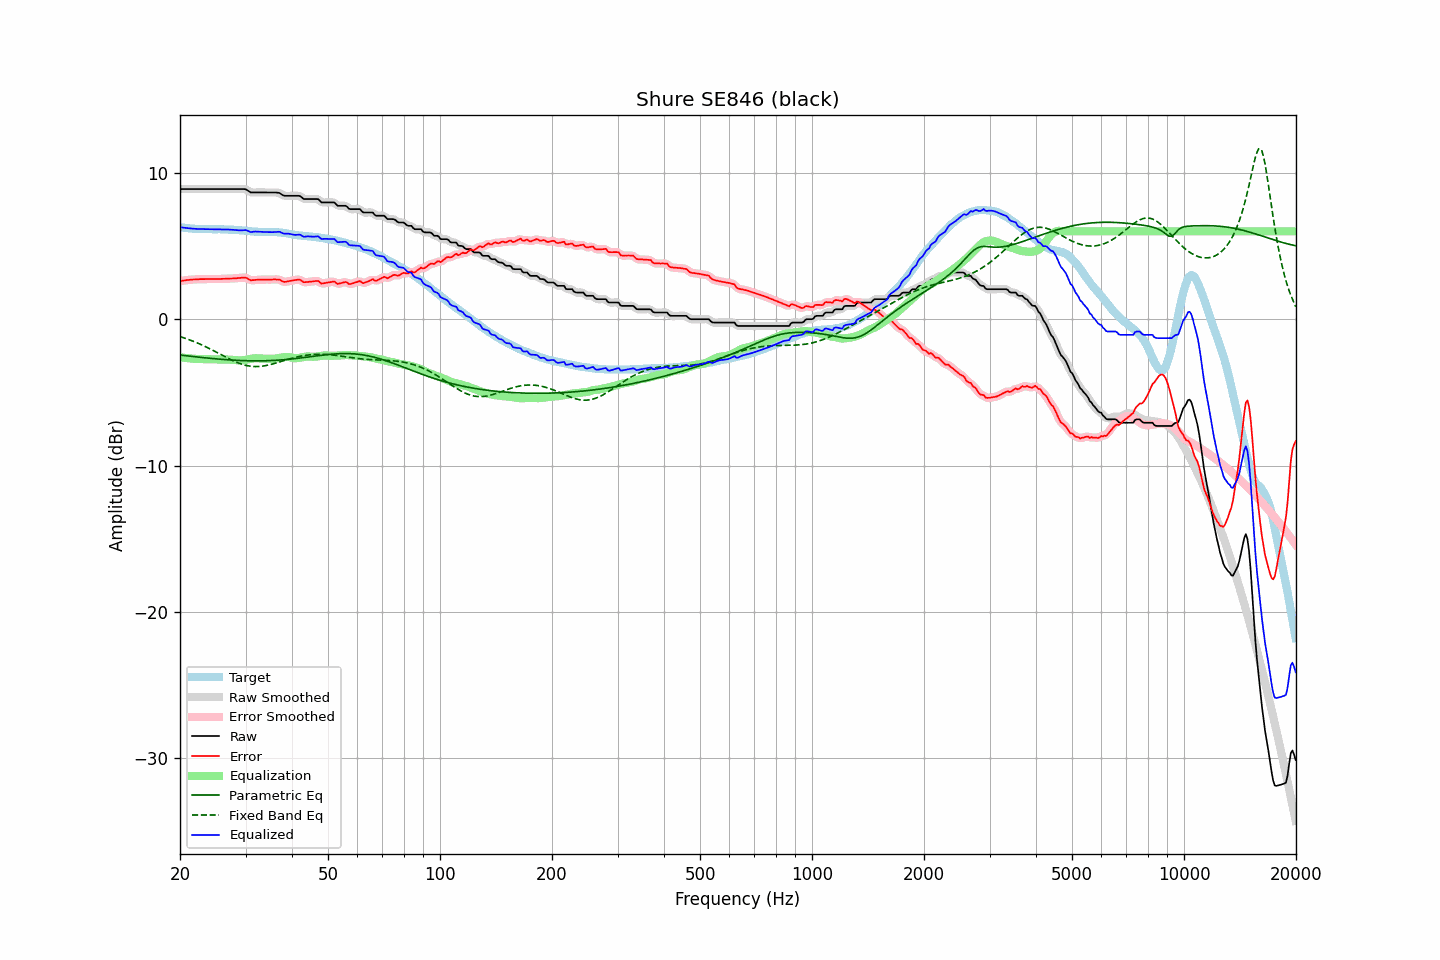 Shure SE846 (black)
Amplitude (dBr)
10
0
−10
−20
−30
Target
Raw Smoothed
Error Smoothed
Raw
Error
Equalization
Parametric Eq
Fixed Band Eq
Equalized
20 50 100 200 500 1000 2000 5000 10000 20000
Frequency (Hz)